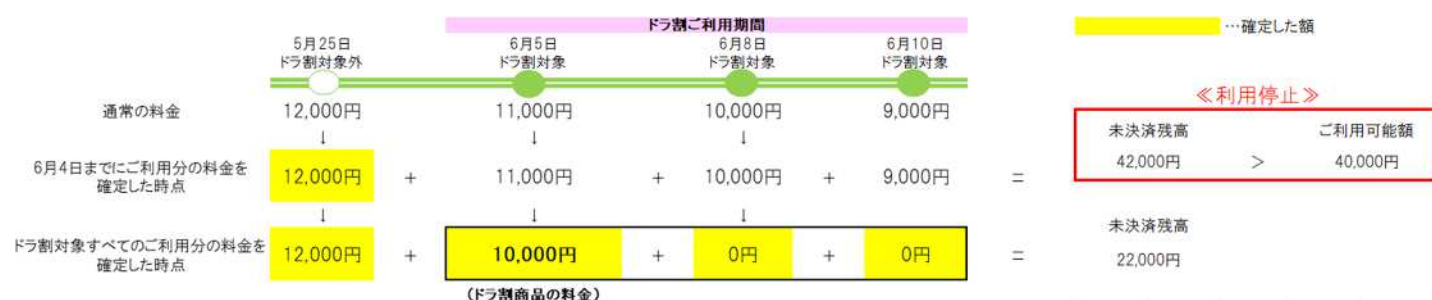 ドラ割ご利用期間
…確定した額
5月25日 6月5日 6月8日 6月10日
ドラ割対象外 ドラ割対象 ドラ割対象 ドラ割対象
≪利用停止≫
通常の料金 12,000円 11,000円 10,000円 9,000円
↓ ↓ ↓
未決済残高 ご利用可能額
42,000円 > 40,000円
6月4日までにご利用分の料金を
確定した時点
12,000円 + 11,000円 + 10,000円 + 9,000円 =
↓ ↓ ↓
未決済残高
ドラ割対象すべてのご利用分の料金を
確定した時点
12,000円 + 10,000円 + 0円 + 0円 = 22,000円
(ドラ割商品の料金)